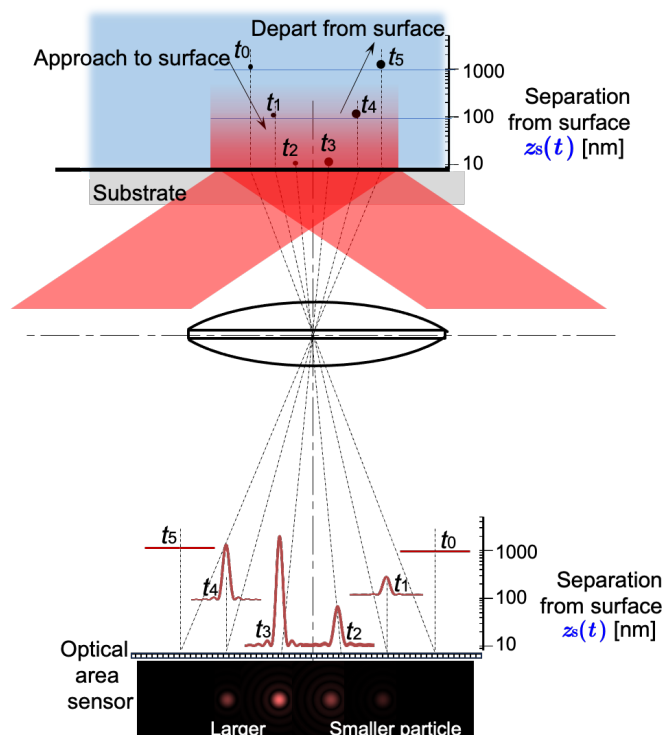 Depart from surface
t0
Approach to surface
t5
1000
t1
t4
100
t2
t3
10
Separation
from surface
zs(t) [nm]
Substrate
t5
t0
1000
t4
t1
100
t3
t2
10
Separation
from surface
zs(t) [nm]
Optical
area
sensor
Larger
Smaller particle